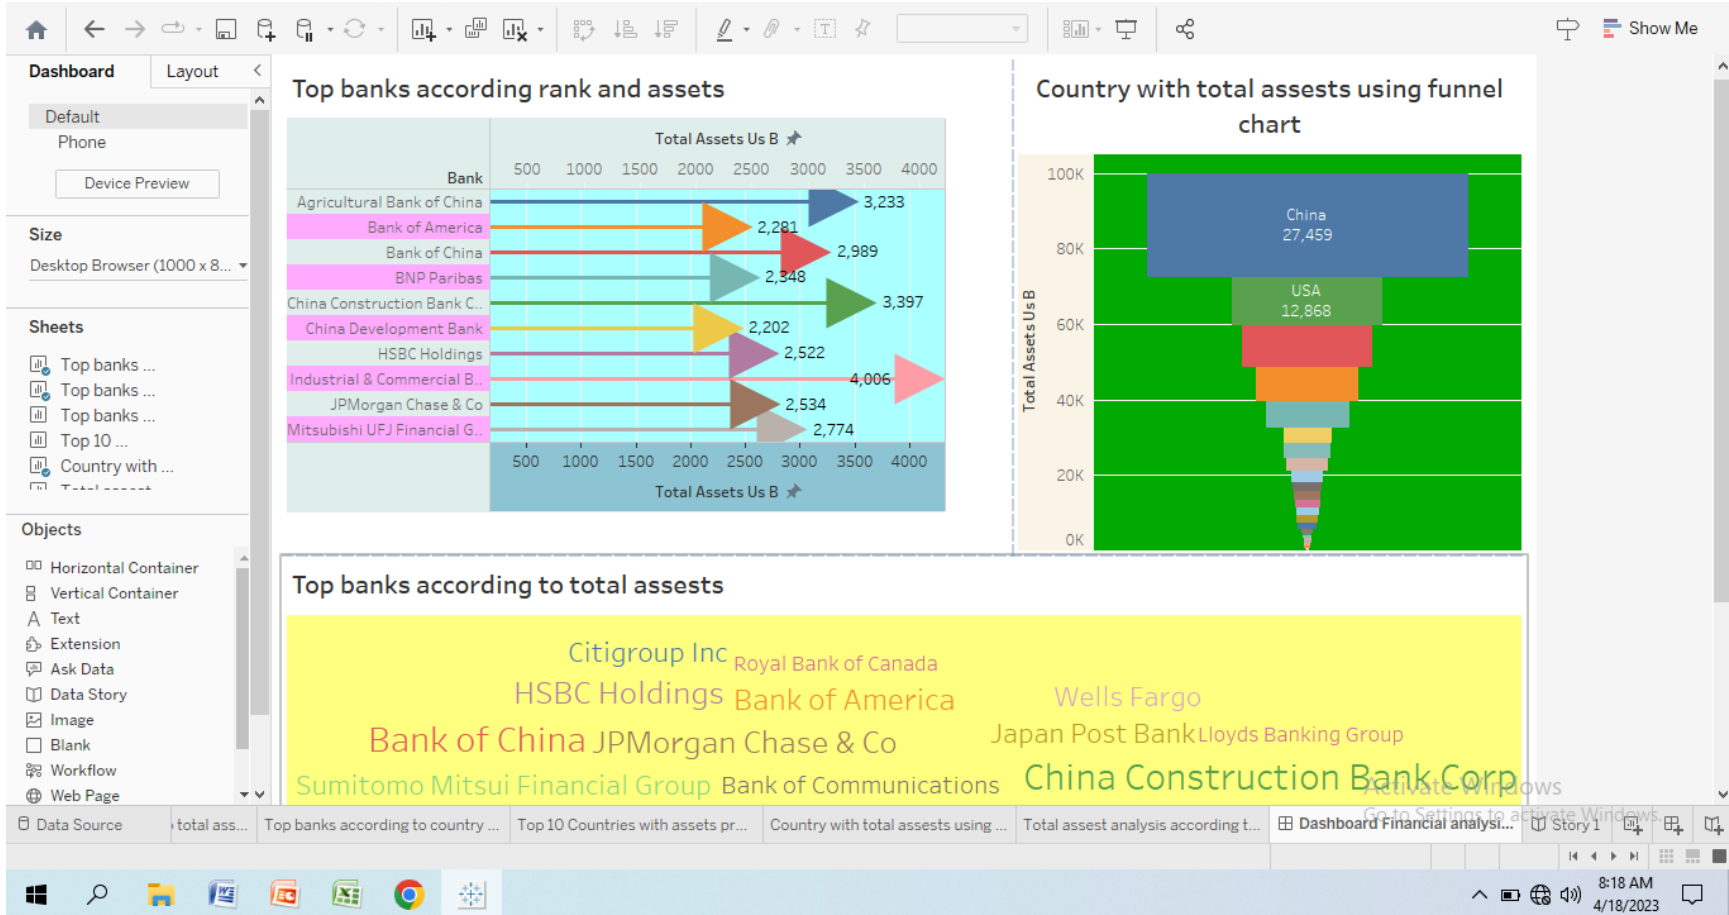 Show Me
Dashboard
Layout
Default
Phone
Device Preview
Size
Desktop Browser (1000 x 8...
Sheets
Top banks ...
Top banks ...
Top banks ...
Top 10 ...
Country with ...
Objects
Horizontal Container
Vertical Container
Text
Extension
Ask Data
Data Story
Image
Blank
Workflow
Web Page
Top banks according rank and assets
Total Assets Us B
Bank
500 1000 1500 2000 2500 3000 3500 4000
Agricultural Bank of China 3,233
Bank of America 2,281
Bank of China 2,989
BNP Paribas 2,348
China Construction Bank C.. 3,397
China Development Bank 2,202
HSBC Holdings 2,522
Industrial & Commercial B.. 4,006
JPMorgan Chase & Co 2,534
Mitsubishi UFJ Financial G.. 2,774
500 1000 1500 2000 2500 3000 3500 4000
Total Assets Us B
Country with total assests using funnel
chart
Total Assets Us B
100K
80K
60K
40K
20K
0K
China
27,459
USA
12,868
Top banks according to total assests
Citigroup Inc
Royal Bank of Canada
HSBC Holdings
Bank of America
Wells Fargo
Bank of China
JPMorgan Chase & Co
Japan Post Bank
Lloyds Banking Group
Sumitomo Mitsui Financial Group
Bank of Communications
China Construction Bank Corp
Activate Windows
Go to Settings to activate Windows.
Data Source
total ass...
Top banks according to country ...
Top 10 Countries with assets pr...
Country with total assests using ...
Total assest analysis according t...
Dashboard Financial analysi...
Story 1
8:18 AM
4/18/2023